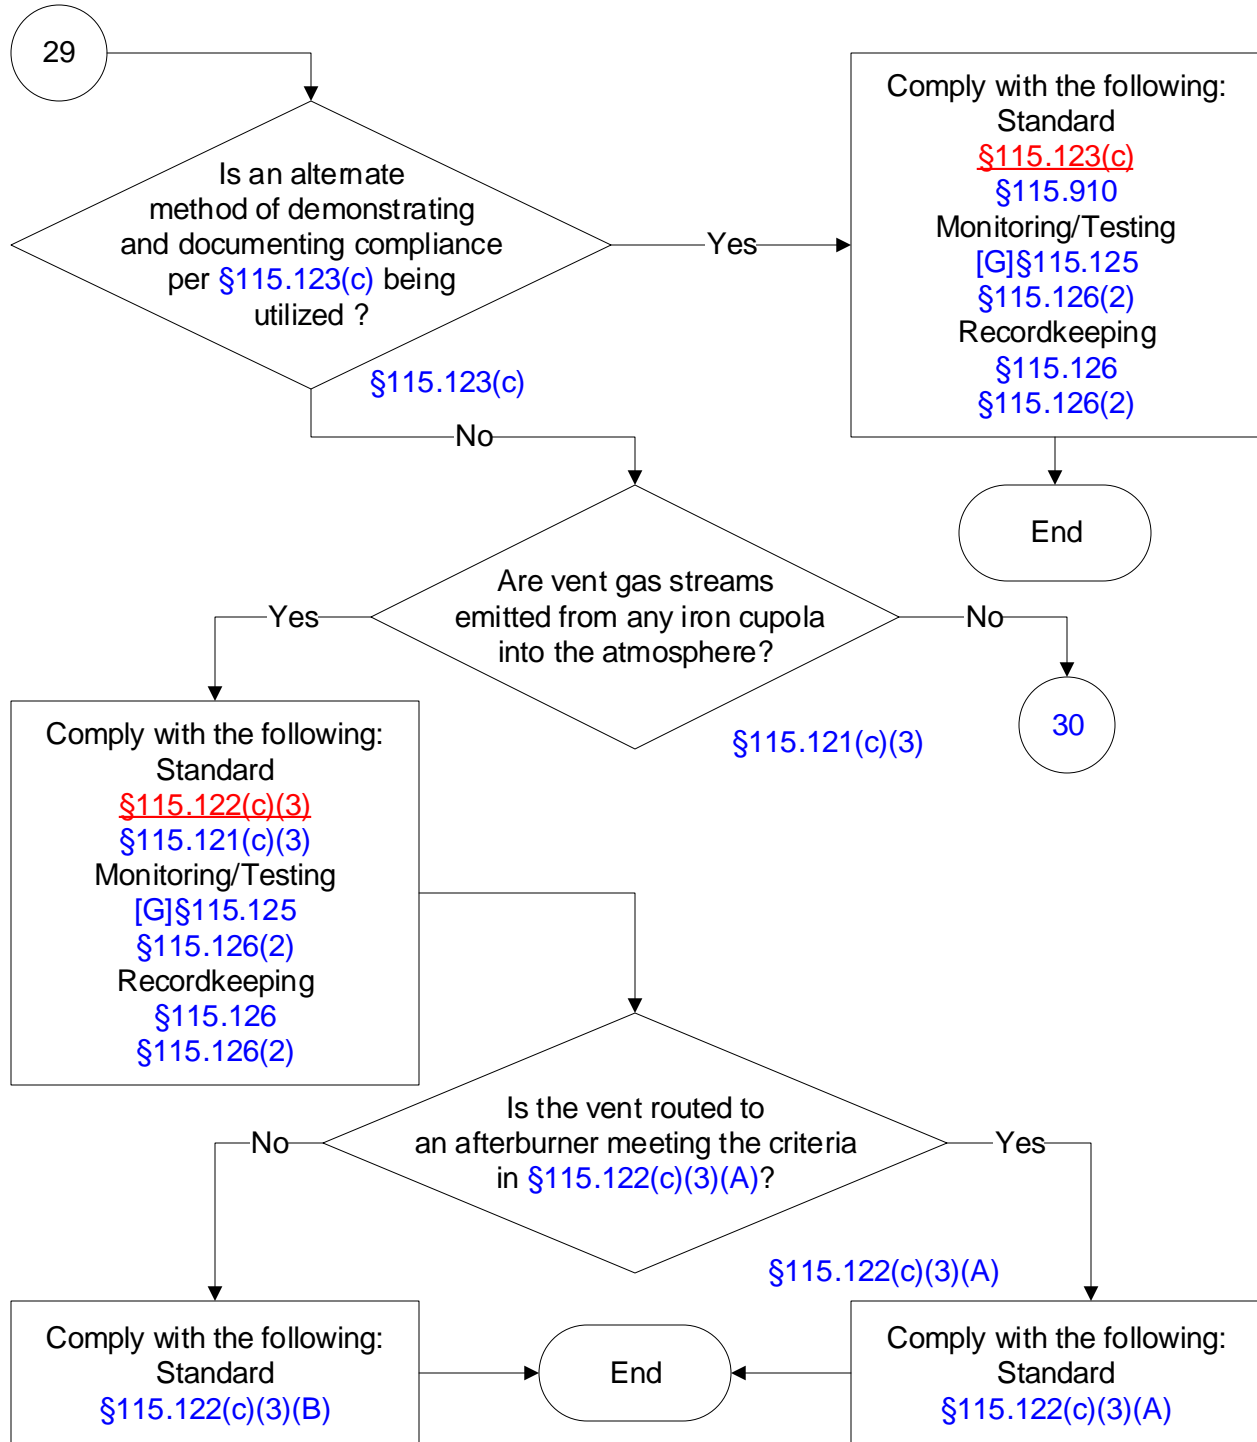 29
Is an alternate
method of demonstrating
and documenting compliance
per §115.123(c) being
utilized ?
§115.123(c)
Yes
Comply with the following:
Standard
§115.123(c)
§115.910
Monitoring/Testing
[G]§115.125
§115.126(2)
Recordkeeping
§115.126
§115.126(2)
End
No
Are vent gas streams
emitted from any iron cupola
into the atmosphere?
§115.121(c)(3)
Yes
No
30
Comply with the following:
Standard
§115.122(c)(3)
§115.121(c)(3)
Monitoring/Testing
[G]§115.125
§115.126(2)
Recordkeeping
§115.126
§115.126(2)
Is the vent routed to
an afterburner meeting the criteria
in §115.122(c)(3)(A)?
§115.122(c)(3)(A)
No
Yes
Comply with the following:
Standard
§115.122(c)(3)(B)
End
Comply with the following:
Standard
§115.122(c)(3)(A)